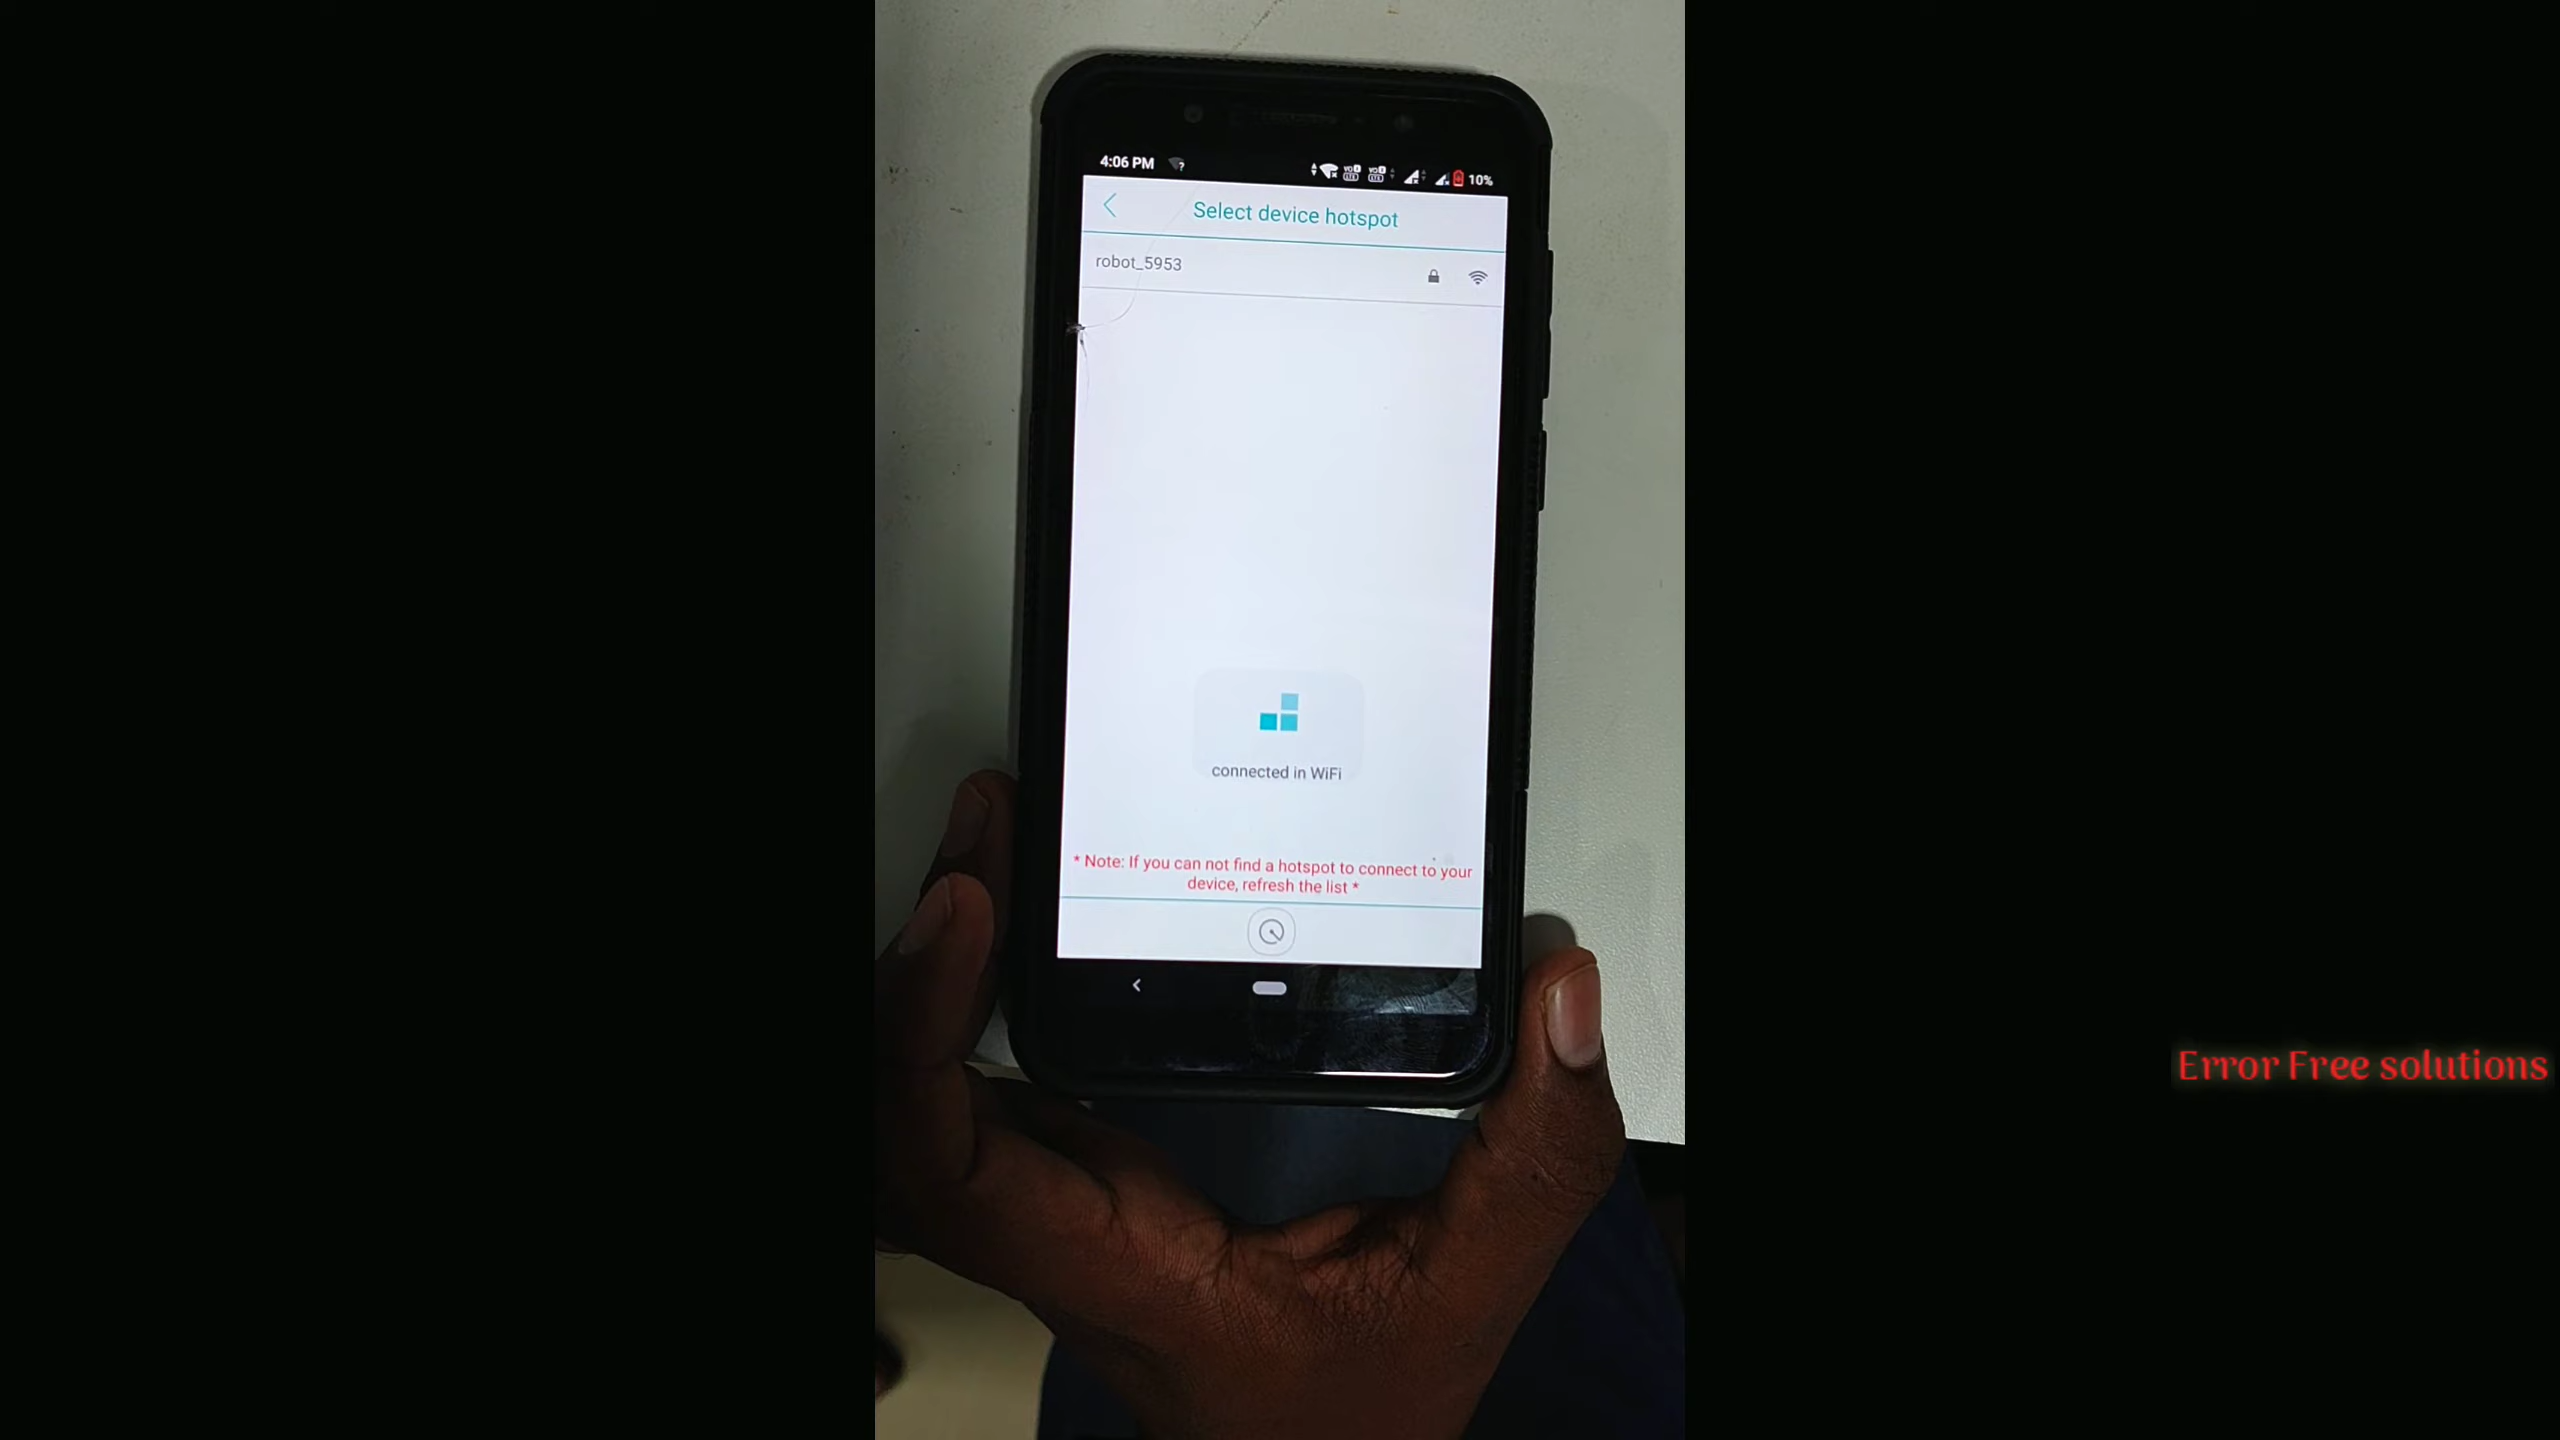 4:06 PM
10%
Select device hotspot
robot_5953
connected in WiFi
* Note: If you can not find a hotspot to connect to your
device, refresh the list *
Error Free solutions